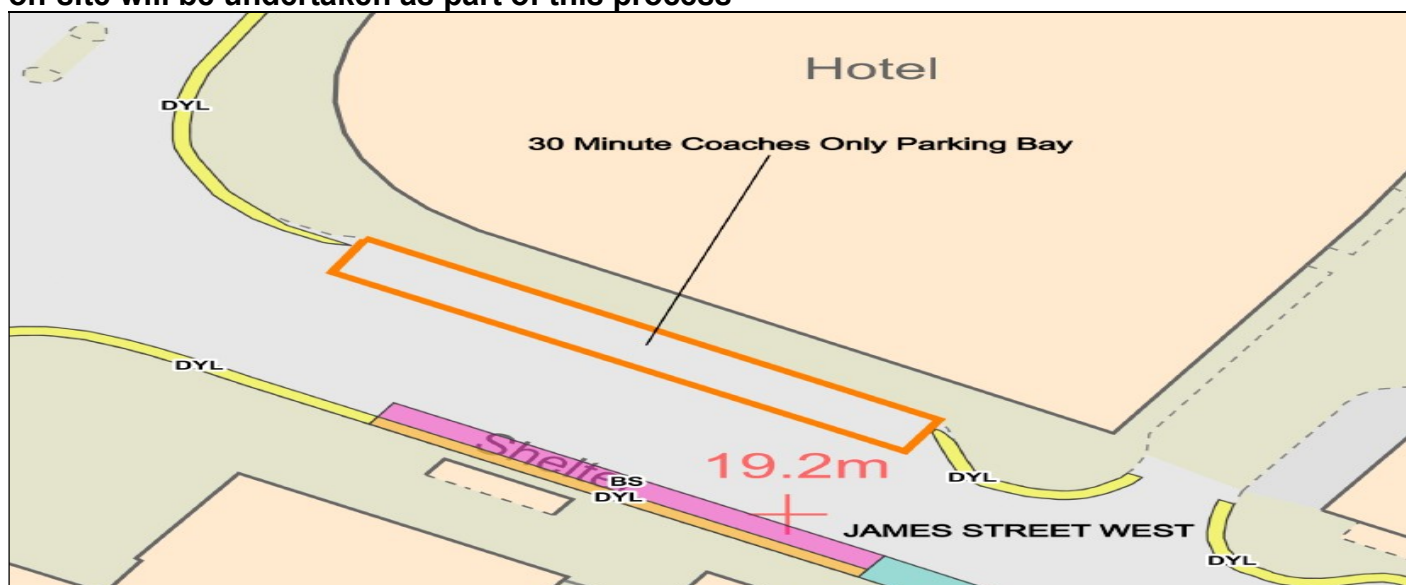 on-site will be undertaken as part of this process
Hotel
DYL
30 Minute Coaches Only Parking Bay
DYL
Shelter
BS
DYL
19.2m
DYL
JAMES STREET WEST
DYL